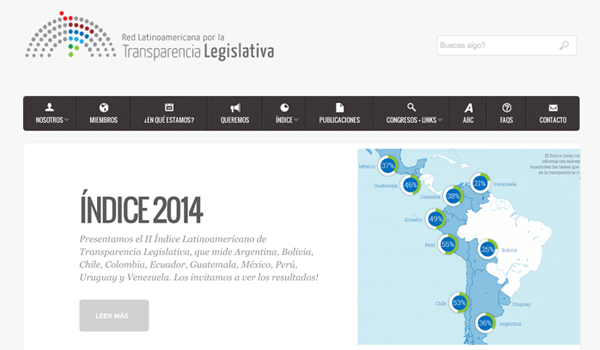 Red Latinoamericana por la
Transparencia Legislativa
Buscas algo?
NOSOTROS
MIEMBROS
¿EN QUÉ ESTAMOS?
QUEREMOS
ÍNDICE
PUBLICACIONES
CONGRESOS + LINKS
ABC
FAQS
CONTACTO
ÍNDICE 2014
Presentamos el II Índice Latinoamericano de
Transparencia Legislativa, que mide Argentina, Bolivia,
Chile, Colombia, Ecuador, Guatemala, México, Perú,
Uruguay y Venezuela. Los invitamos a ver los resultados!
LEER MÁS
El Índice tiene com
México
37%
Guatemala
46%
Colombia
38%
21%
Venezuela
Ecuador
49%
Perú
55%
25%
Bolivia
Chile
53%
Uruguay
36%
Argentina